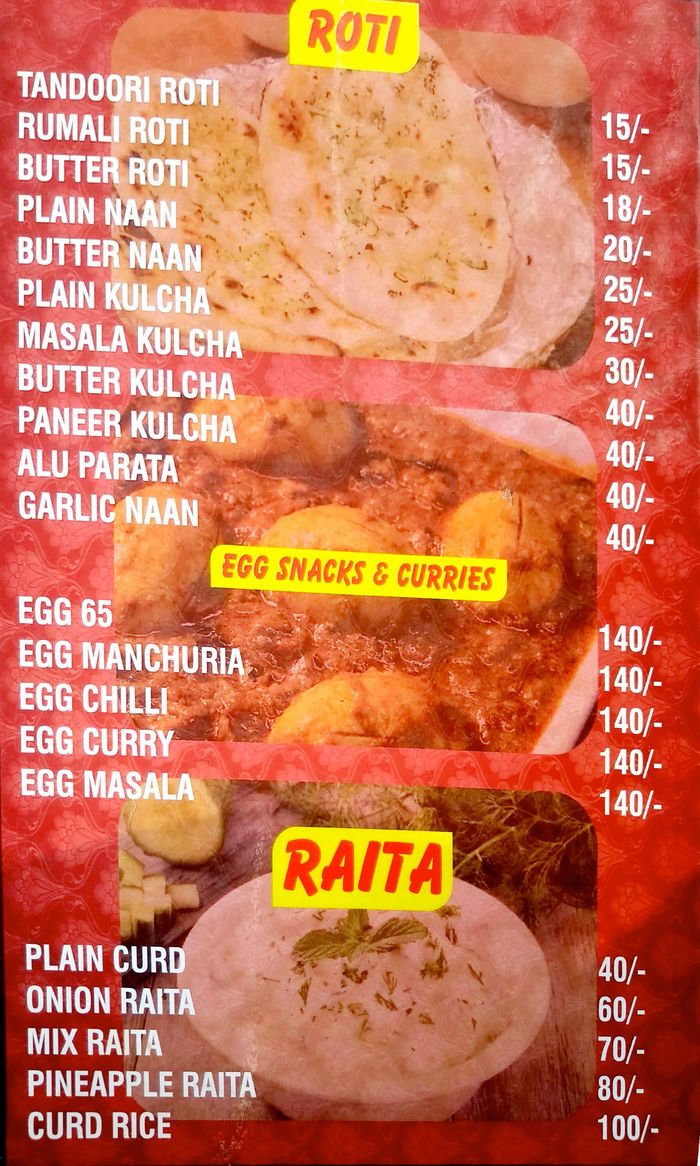 ROTI
TANDOORI ROTI 15/-
RUMALI ROTI 15/-
BUTTER ROTI 18/-
PLAIN NAAN 20/-
BUTTER NAAN 25/-
PLAIN KULCHA 25/-
MASALA KULCHA 30/-
BUTTER KULCHA 40/-
PANEER KULCHA 40/-
ALU PARATA 40/-
GARLIC NAAN 40/-
EGG SNACKS & CURRIES
EGG 65 140/-
EGG MANCHURIA 140/-
EGG CHILLI 140/-
EGG CURRY 140/-
EGG MASALA 140/-
RAITA
PLAIN CURD 40/-
ONION RAITA 60/-
MIX RAITA 70/-
PINEAPPLE RAITA 80/-
CURD RICE 100/-